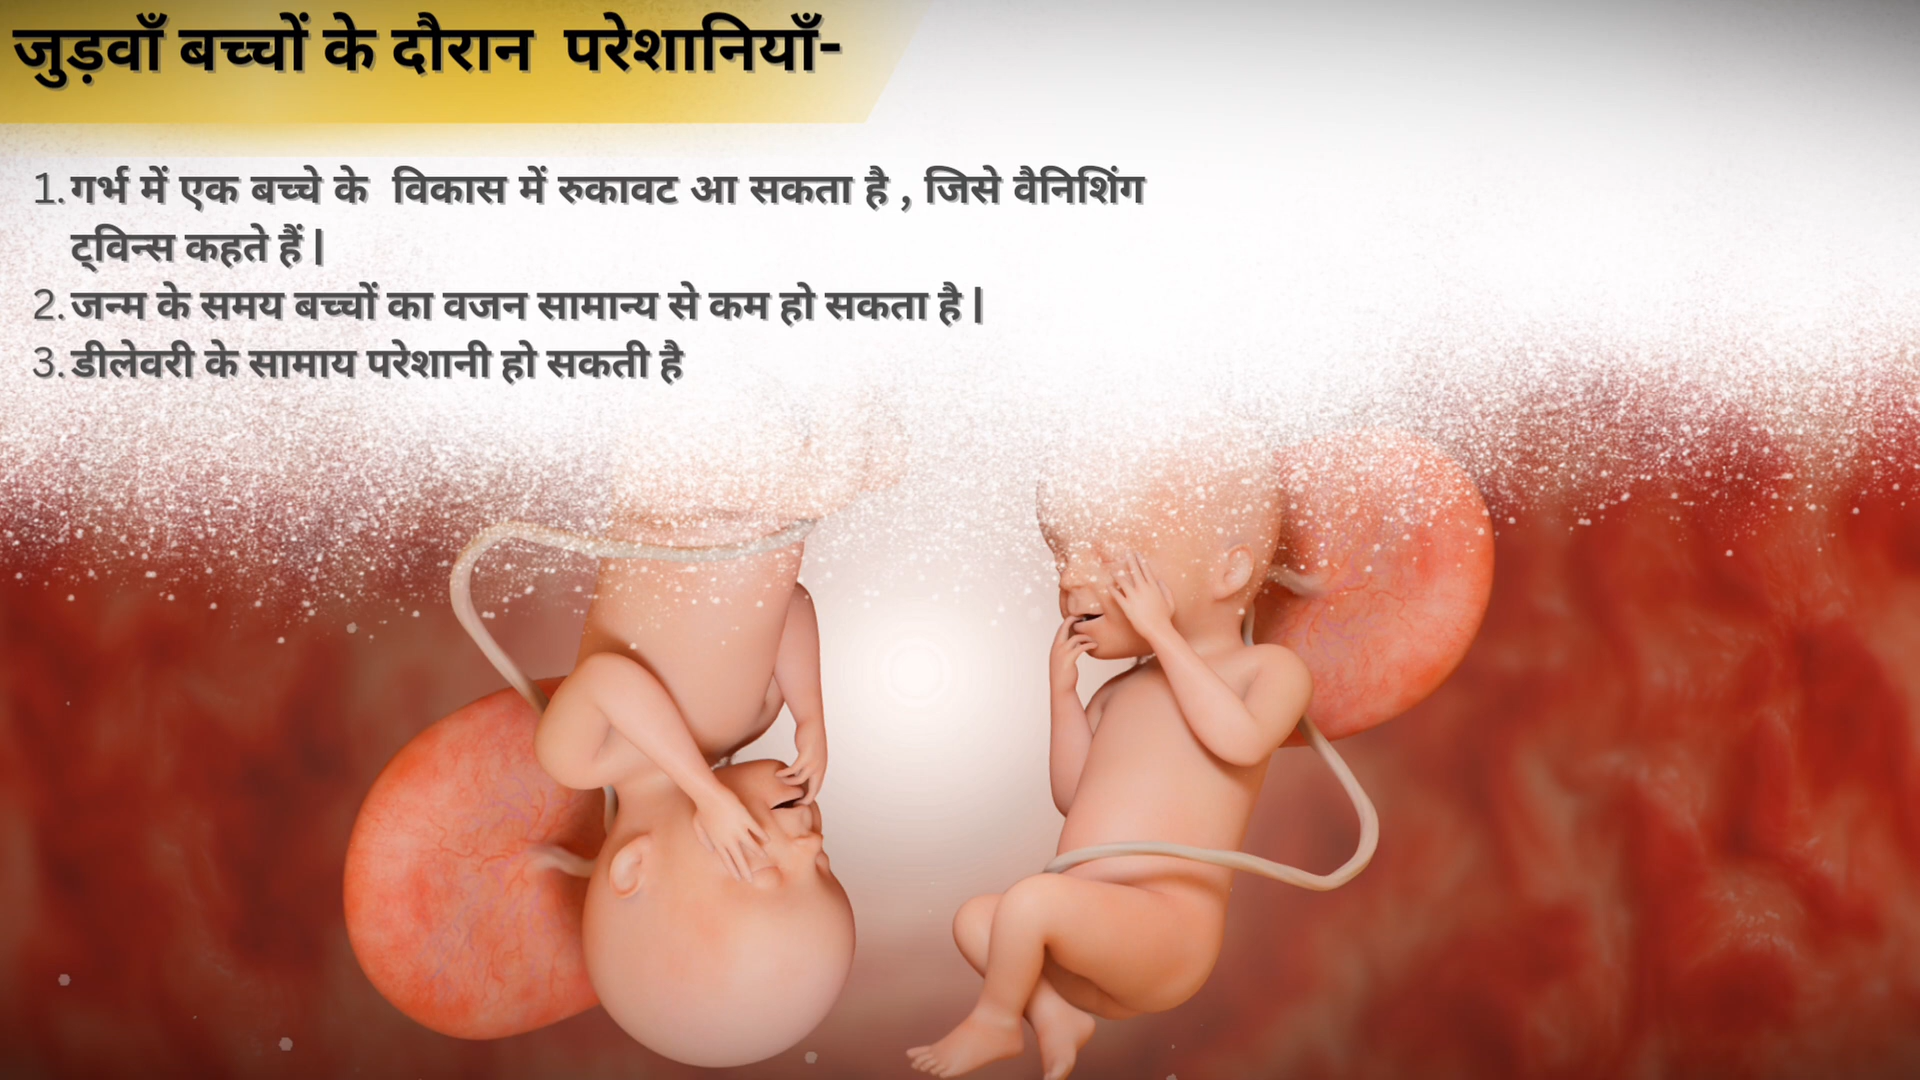 जुड़वाँ बच्चों के दौरान परेशानियाँ-
1. गर्भ में एक बच्चे के विकास में रुकावट आ सकता है , जिसे वैनिशिंग
ट्विन्स कहते हैं |
2. जन्म के समय बच्चों का वजन सामान्य से कम हो सकता है |
3. डीलेवरी के सामाय परेशानी हो सकती है